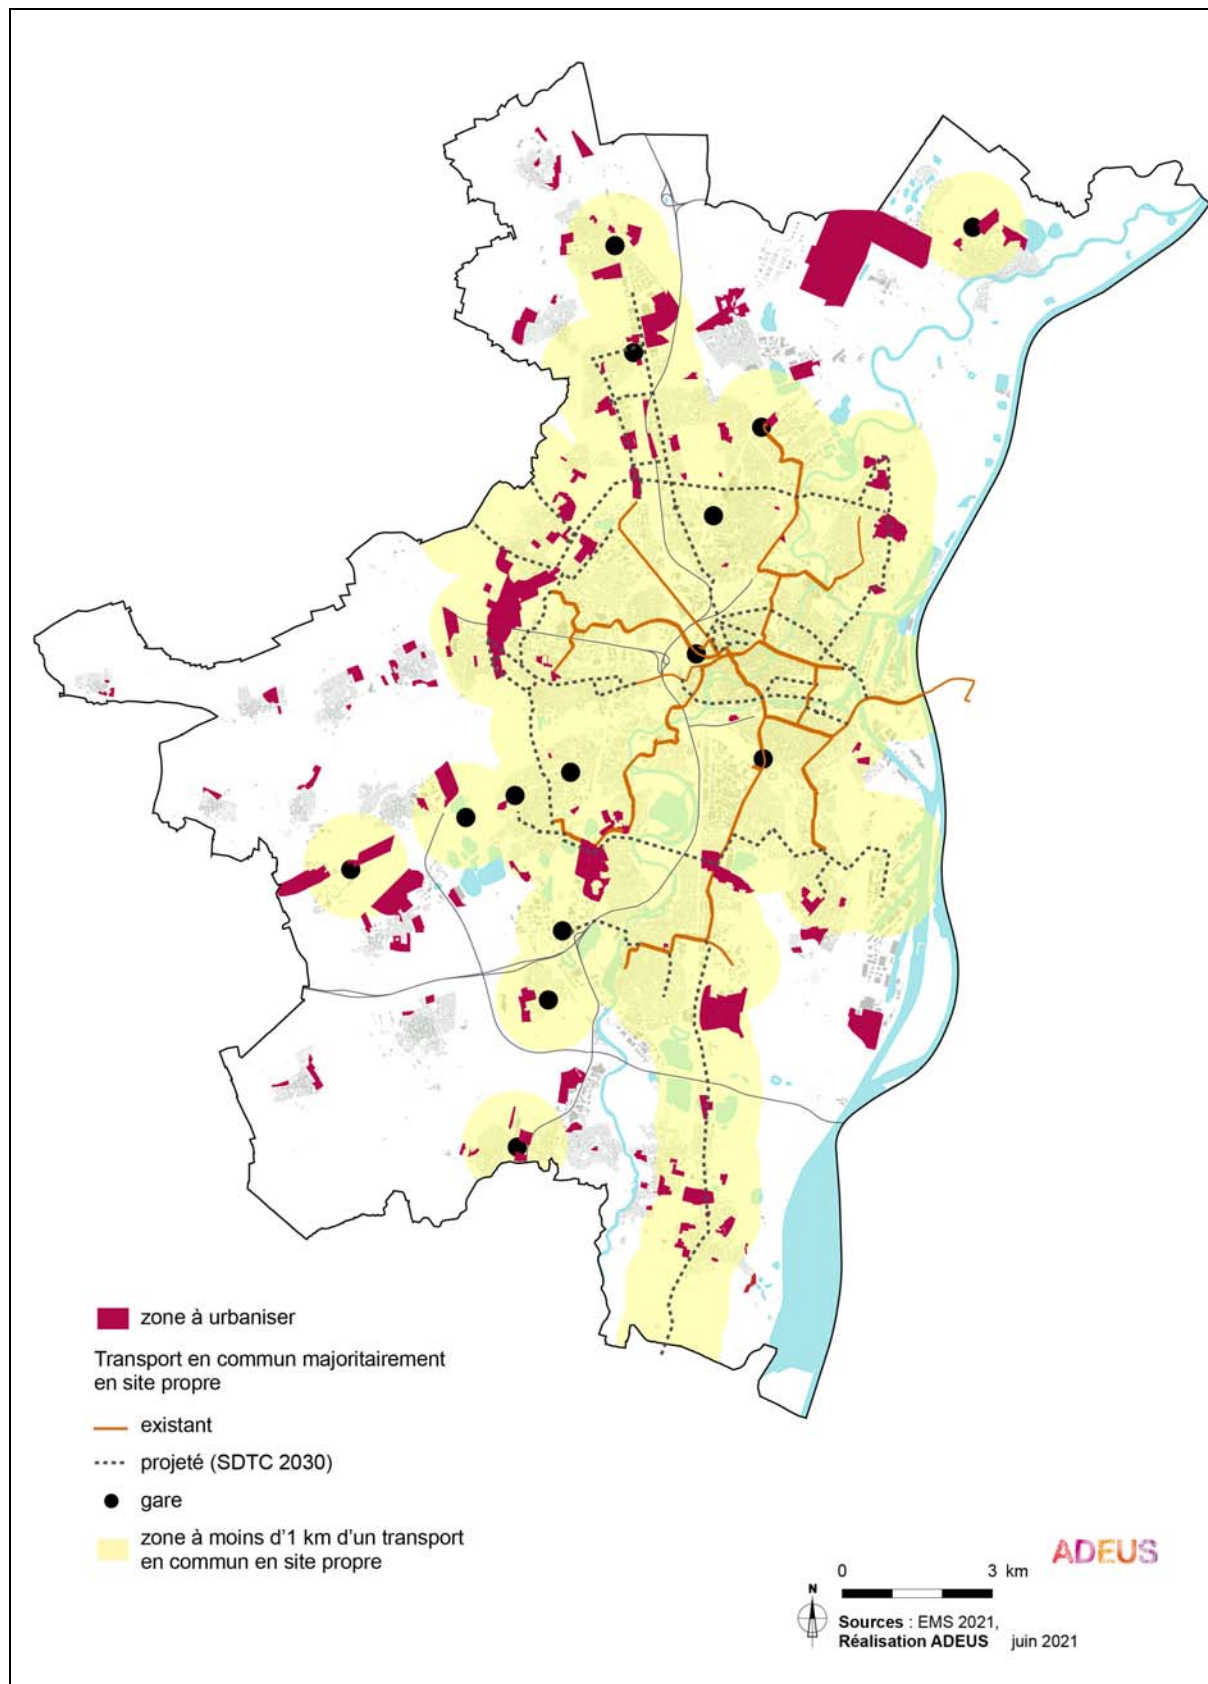 zone à urbaniser
Transport en commun majoritairement
en site propre
existant
projeté (SDTC 2030)
gare
zone à moins d'1 km d'un transport
en commun en site propre
ADEUS
0 3 km
N
Sources : EMS 2021,
Réalisation ADEUS juin 2021